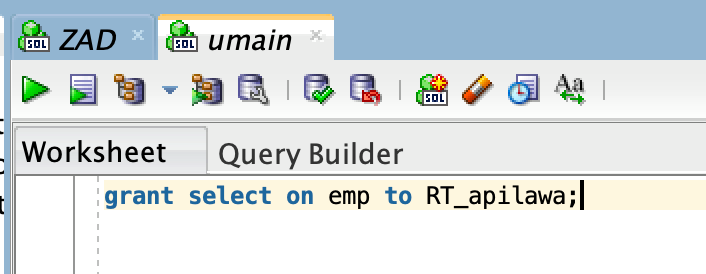 ZAD
umain
Worksheet
Query Builder
grant select on emp to RT_apilawa;